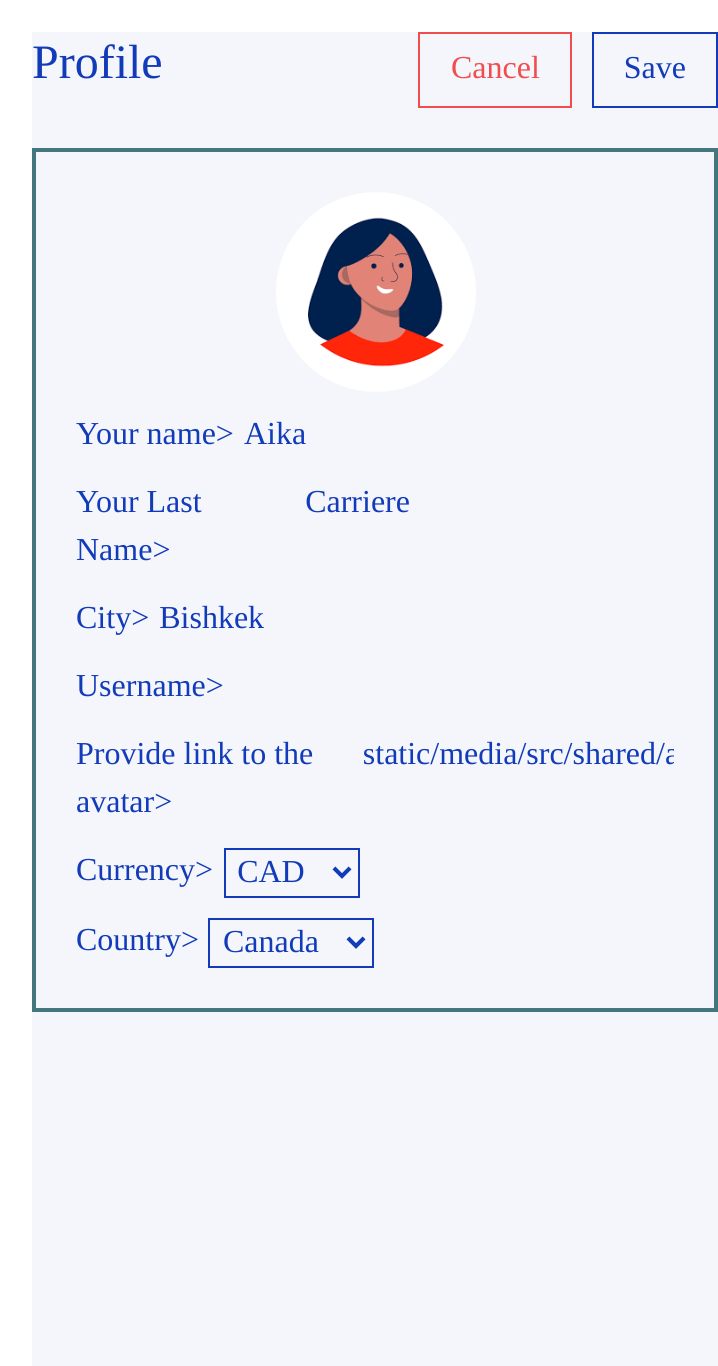 Profile Cancel Save
Your name> Aika
Your Last Carriere
Name>
City> Bishkek
Username>
Provide link to the static/media/src/shared/a
avatar>
Currency> CAD
Country> Canada